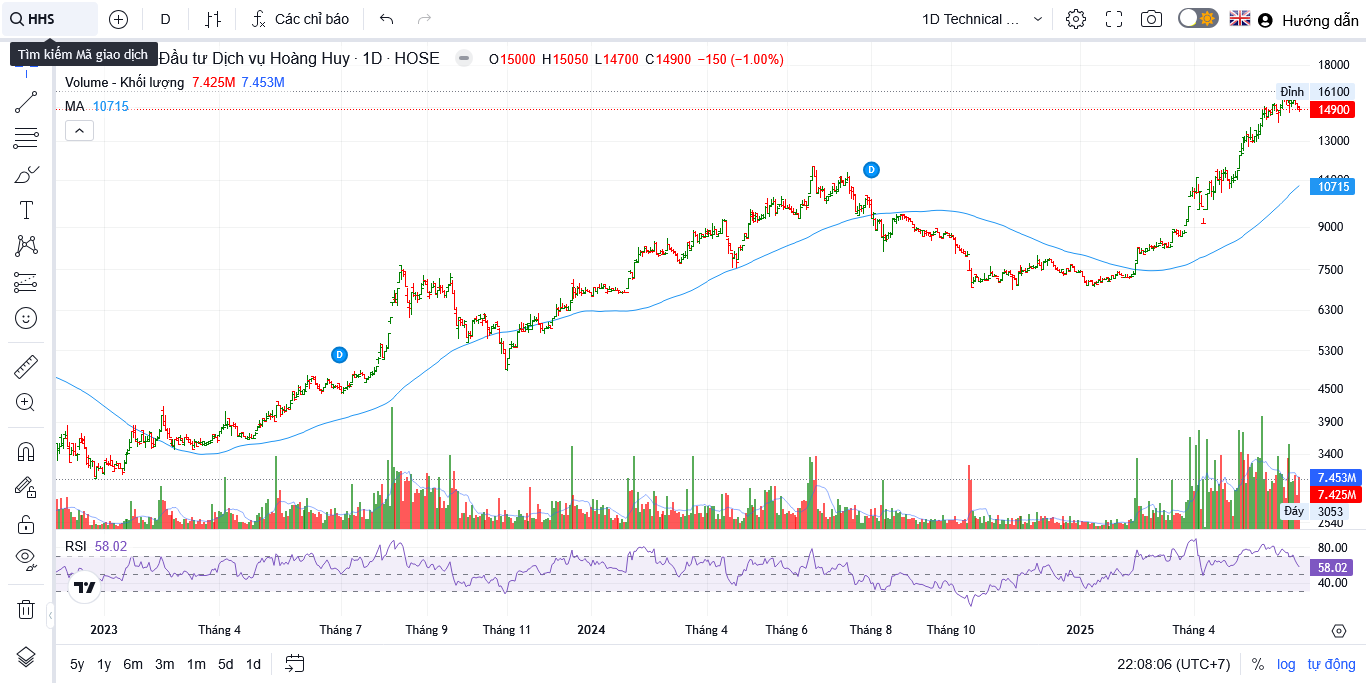 HHS
D
Các chỉ báo
1D Technical ...
Hướng dẫn
Tìm kiếm Mã giao dịch
Đầu tư Dịch vụ Hoàng Huy · 1D · HOSE
O15000 H15050 L14700 C14900 −150 (−1.00%)
Volume - Khối lượng 7.425M 7.453M
MA 10715
18000
Đỉnh 16100
14900
13000
11000
10715
D
9000
7500
6300
D
5300
4500
3900
3400
7.453M
7.425M
Đáy 3053
2540
RSI 58.02
80.00
58.02
40.00
2023 Tháng 4 Tháng 7 Tháng 9 Tháng 11 2024 Tháng 4 Tháng 6 Tháng 8 Tháng 10 2025 Tháng 4
5y 1y 6m 3m 1m 5d 1d
22:08:06 (UTC+7) % log tự động